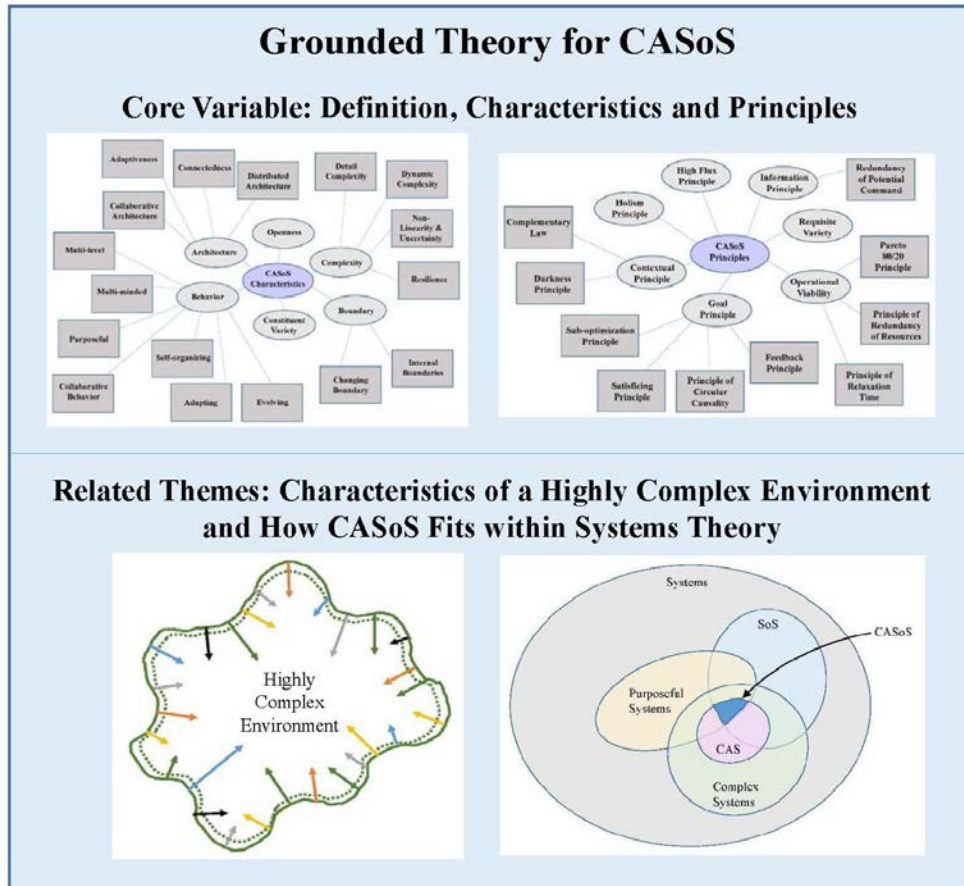 Grounded Theory for CASoS
Core Variable: Definition, Characteristics and Principles
Adaptiveness
Connectedness
Distributed
Architecture
Detail
Complexity
Dynamic
Complexity
Collaborative
Architecture
Openness
Non-
Linearity &
Uncertainty
Multi-level
Architecture
CASoS
Characteristics
Complexity
Resilience
Multi-minded
Behavior
Constituent
Variety
Boundary
Purposeful
Self-organizing
Internal
Boundaries
Collaborative
Behavior
Adapting
Evolving
Changing
Boundary
High Flux
Principle
Information
Principle
Redundancy
of Potential
Command
Holism
Principle
Complementary
Law
Requisite
Variety
CASoS
Principles
Pareto
80/20
Principle
Darkness
Principle
Contextual
Principle
Operational
Viability
Goal
Principle
Sub-optimization
Principle
Principle of
Redundancy
of Resources
Feedback
Principle
Satisficing
Principle
Principle of
Circular
Causality
Principle of
Relaxation
Time
Related Themes: Characteristics of a Highly Complex Environment
and How CASoS Fits within Systems Theory
Highly
Complex
Environment
Systems
SoS
CASoS
Purposeful
Systems
CAS
Complex
Systems